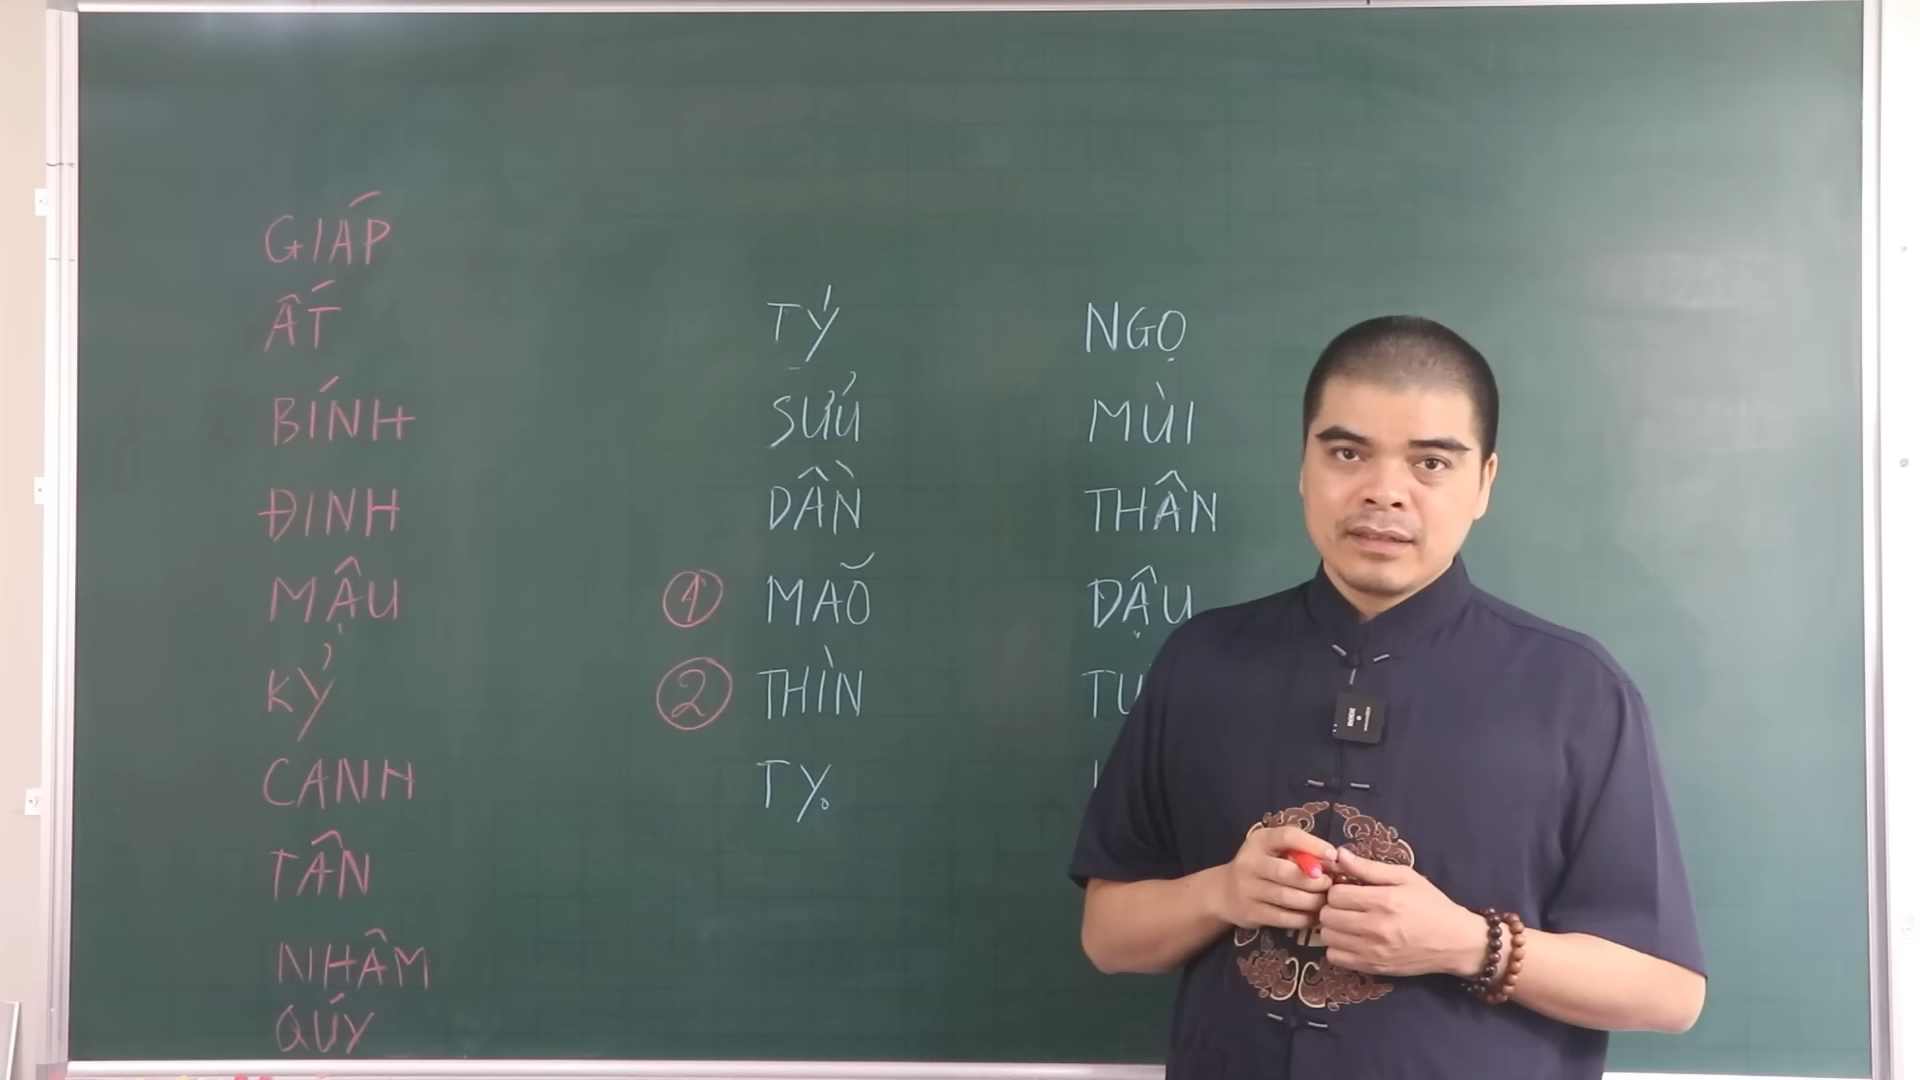 GIÁP
ẤT
BÍNH
ĐINH
MẬU
KỶ
CANH
TÂN
NHÂM
QÚY
TÝ
SỬU
DẦN
① MAÕ
② THÌN
TỴ
NGỌ
MÙI
THÂN
DẬU